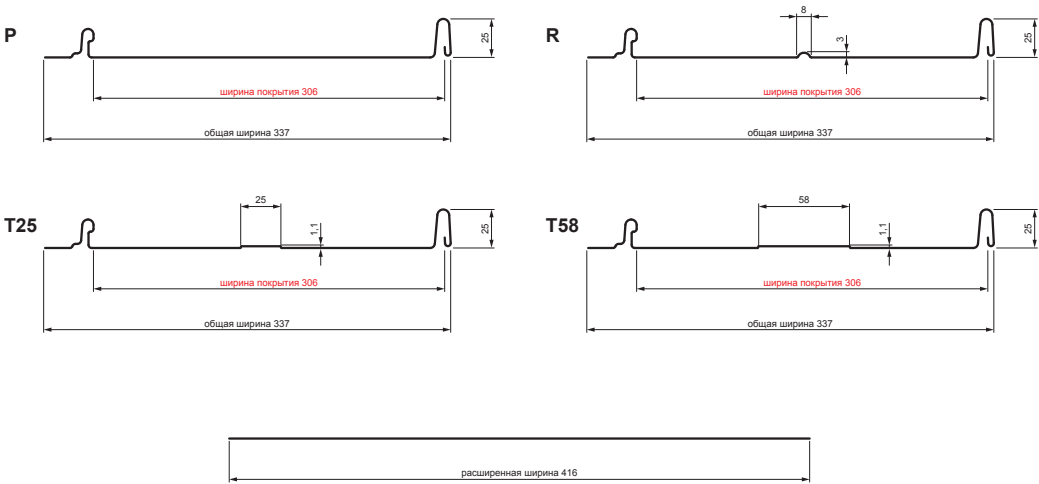 P
25
ширина покрытия 306
общая ширина 337
R
8
3
25
ширина покрытия 306
общая ширина 337
T25
25
1,1
25
ширина покрытия 306
общая ширина 337
T58
58
1,1
25
ширина покрытия 306
общая ширина 337
расширенная ширина 416